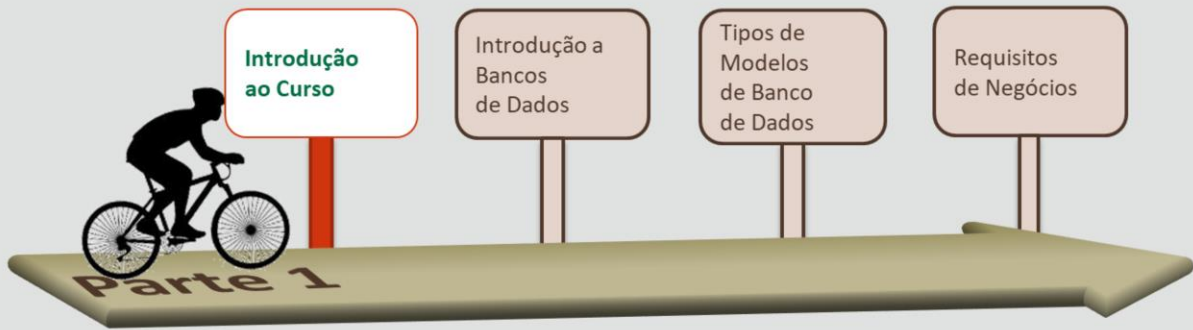 Introdução
ao Curso
Introdução a
Bancos
de Dados
Tipos de
Modelos
de Banco
de Dados
Requisitos
de Negócios
Parte 1